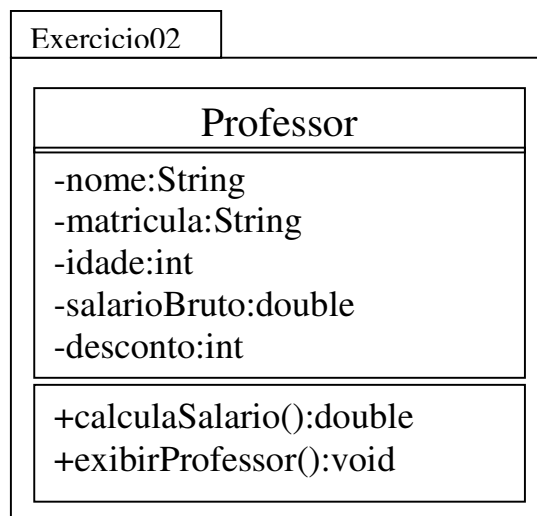 Exercicio02
Professor
-nome:String
-matricula:String
-idade:int
-salarioBruto:double
-desconto:int
+calculaSalario():double
+exibirProfessor():void